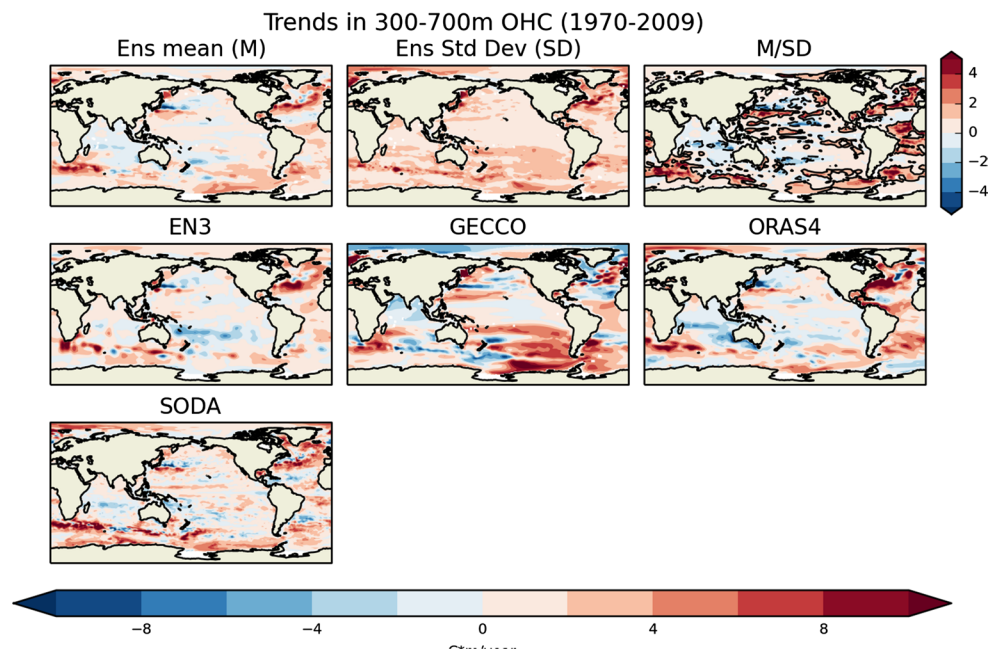 Trends in 300-700m OHC (1970-2009)
Ens mean (M)
Ens Std Dev (SD)
M/SD
4
2
0
−2
−4
EN3
GECCO
ORAS4
SODA
−8 −4 0 4 8